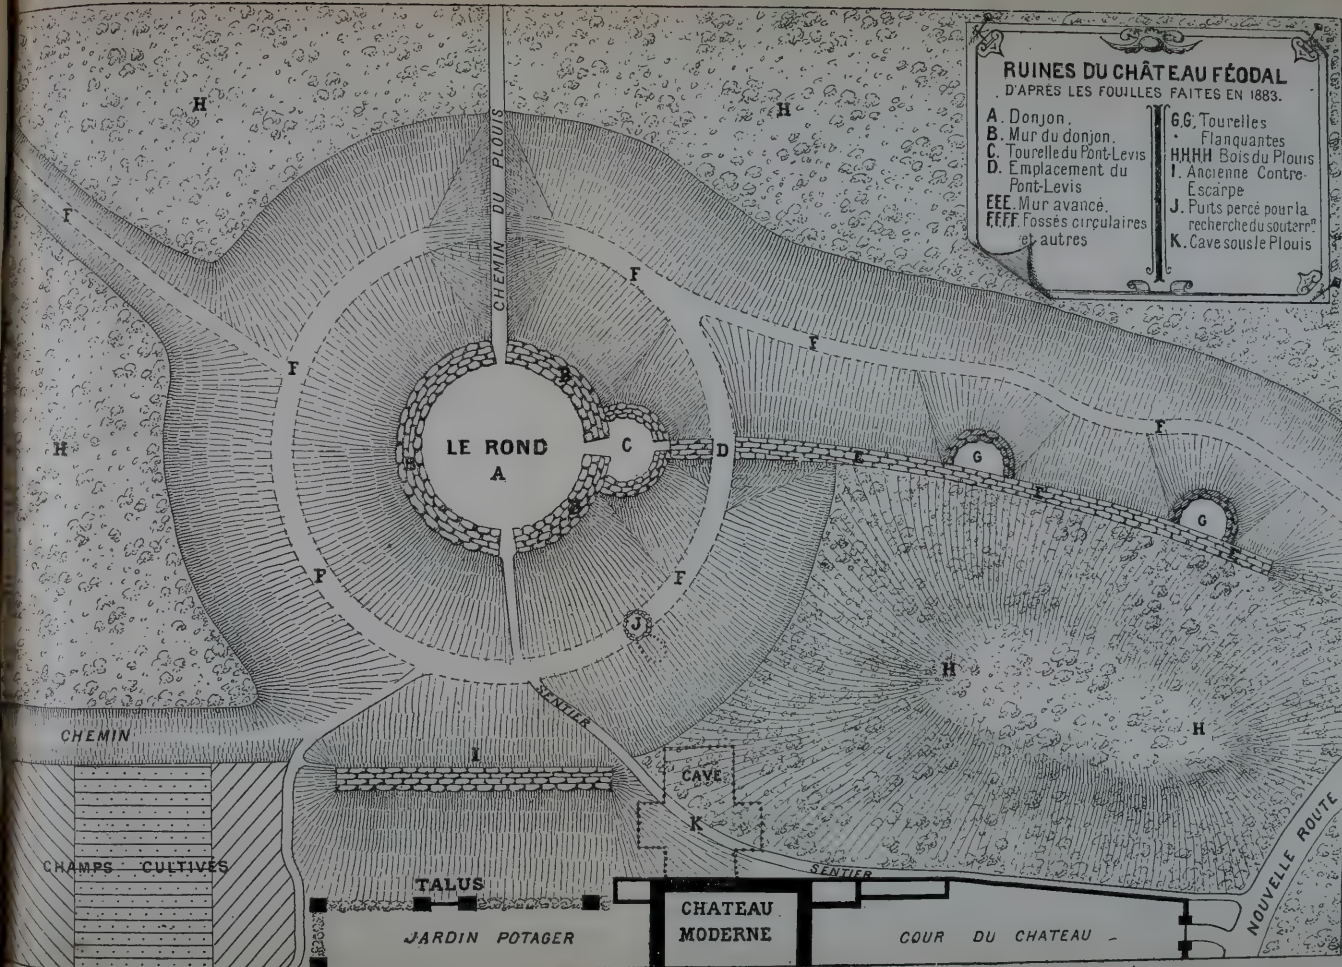 RUINES DU CHÂTEAU FÉODAL
D'APRÈS LES FOUILLES FAITES EN 1883.
A. Donjon.
B. Mur du donjon.
C. Tourelle du Pont-Levis
D. Emplacement du
Pont-Levis
EEE. Mur avancé.
F,F,F,F. Fossés circulaires
et autres
G,G, Tourelles
Flanquantes
H,H,H,H Bois du Plouis
I. Ancienne Contre-
Escarpe
J. Puits percé pour la
recherche du souterrn
K. Cave sous le Plouis
H
H
CHEMIN DU PLOUIS
F
F
F
F
B
LE ROND
A
B
B
C
D
E
G
F
E
G
E
H
F
F
J
H
H
SENTIER
CHEMIN
I
CAVE
K
CHAMPS CULTIVÉS
SENTIER
TALUS
JARDIN POTAGER
CHATEAU
MODERNE
COUR DU CHATEAU
NOUVELLE ROUTE